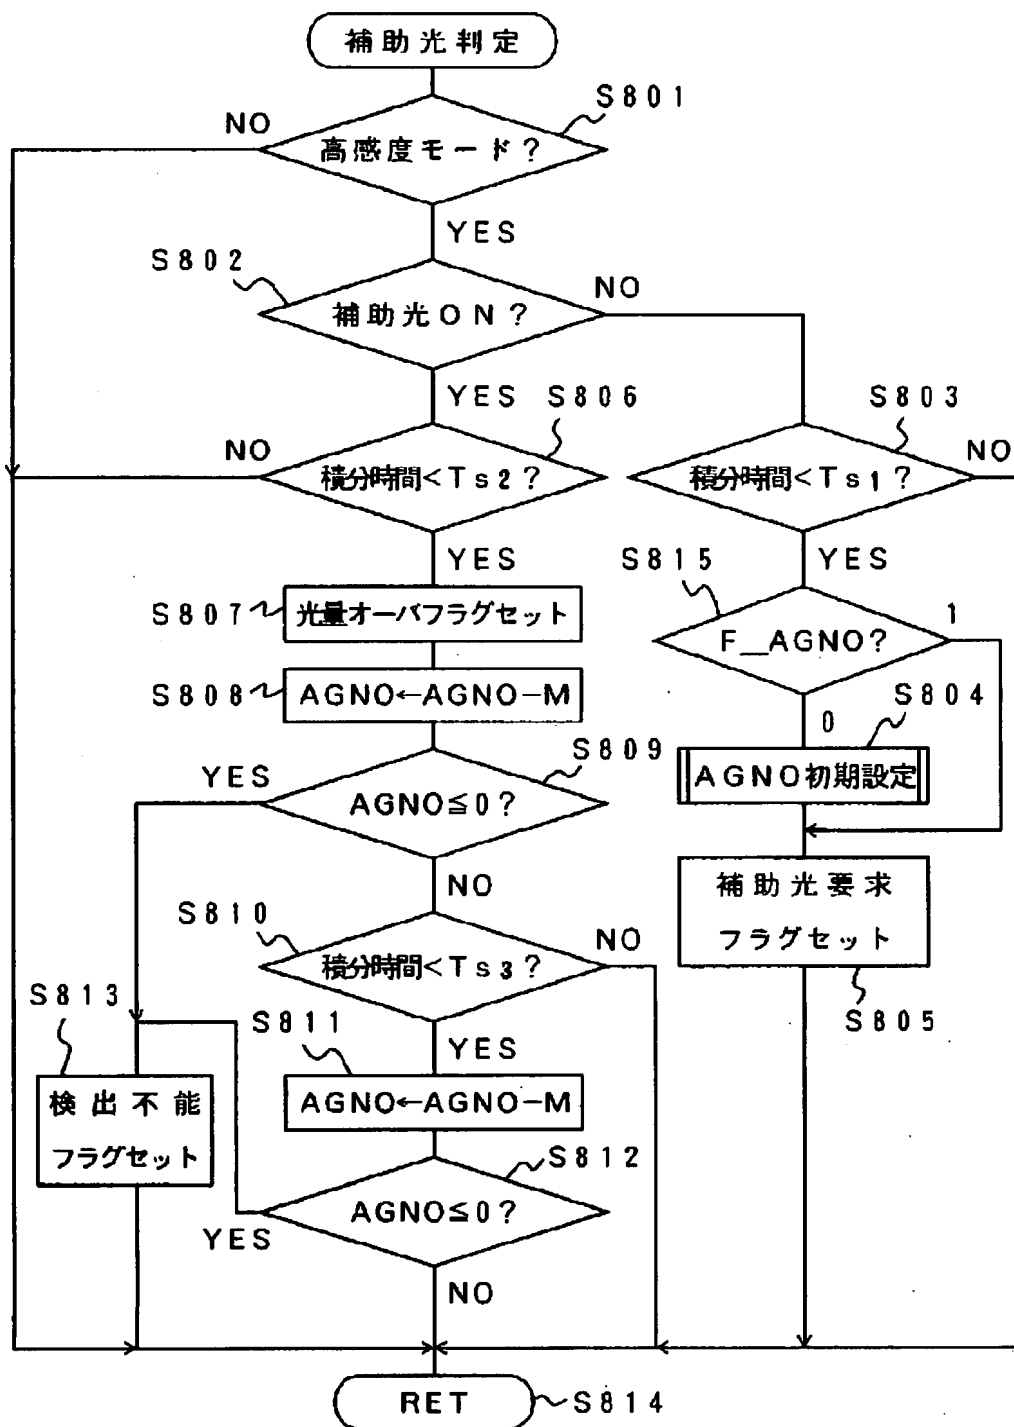 補助光判定
S801
NO
高感度モード?
YES
S802
NO
補助光ON?
YES
S806
S803
NO
積分時間<Ts2?
積分時間<Ts1?
NO
YES
S815
YES
S807
光量オーバフラグセット
F__AGNO?
1
S808
AGNO←AGNO-M
S804
0
S809
YES
AGNO初期設定
AGNO≦0?
NO
S810
補助光要求
フラグセット
NO
積分時間<Ts3?
S813
S811
S805
YES
検出不能
フラグセット
AGNO←AGNO-M
S812
AGNO≦0?
YES
NO
RET
S814